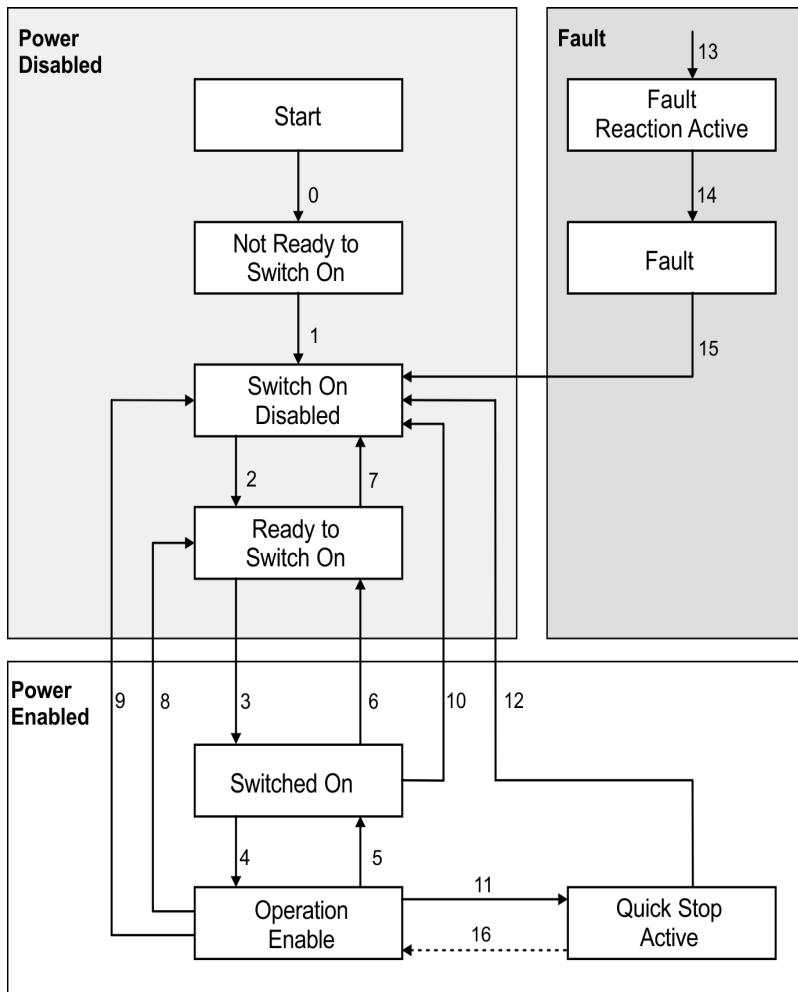 Power
Disabled
Fault
13
Start
Fault
Reaction Active
0
14
Not Ready to
Switch On
Fault
1
15
Switch On
Disabled
2
7
Ready to
Switch On
Power
Enabled
9
8
3
6
10
12
Switched On
4
5
11
Operation
Enable
Quick Stop
Active
16